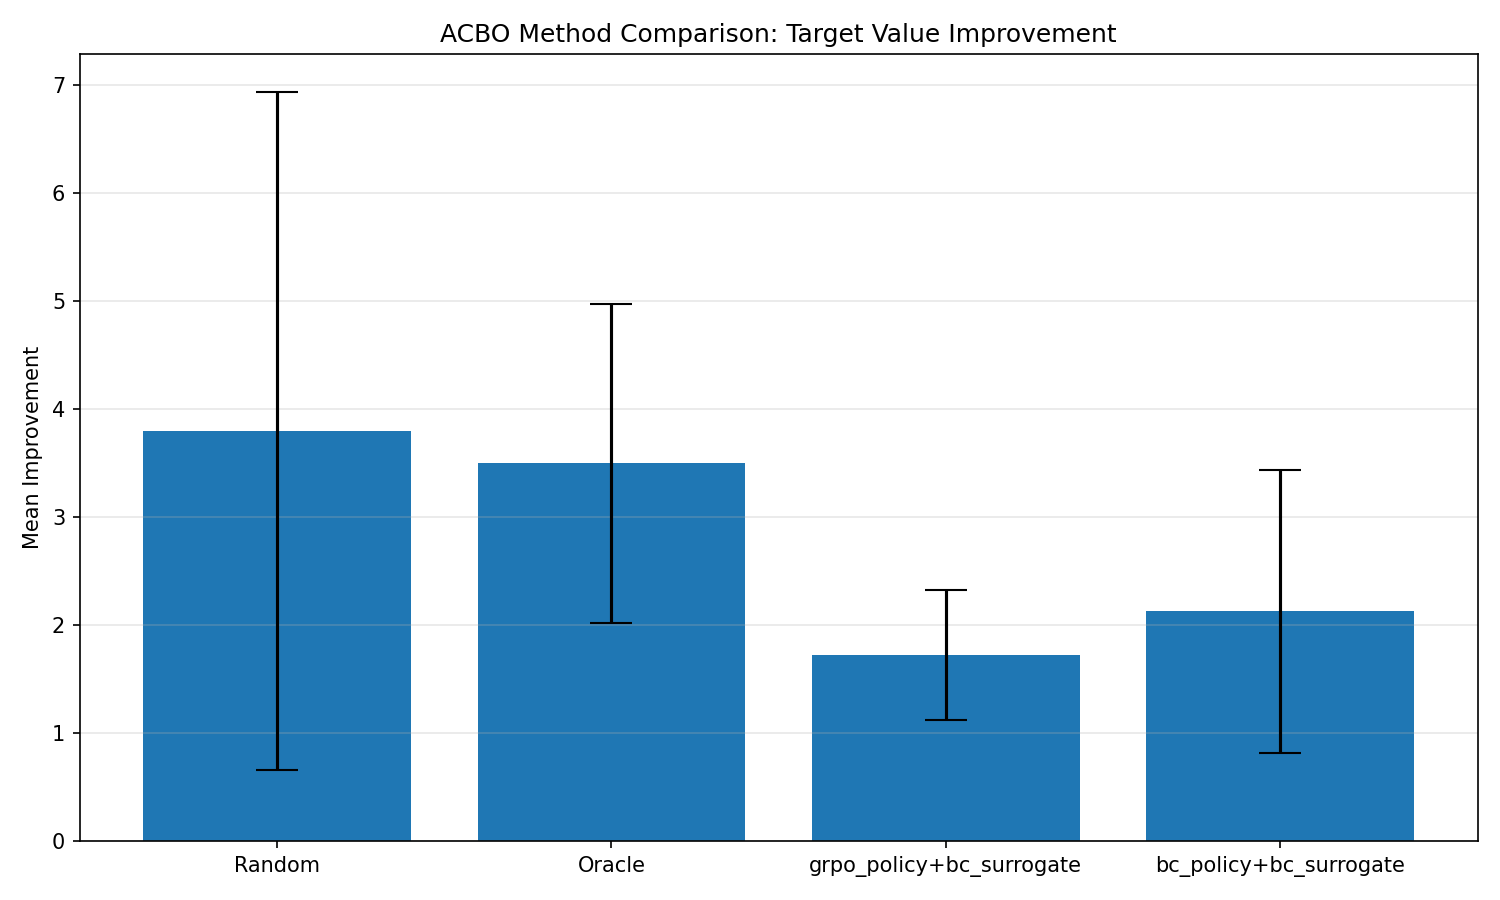 ACBO Method Comparison: Target Value Improvement
Mean Improvement
7
6
5
4
3
2
1
0
Random
Oracle
grpo_policy+bc_surrogate
bc_policy+bc_surrogate